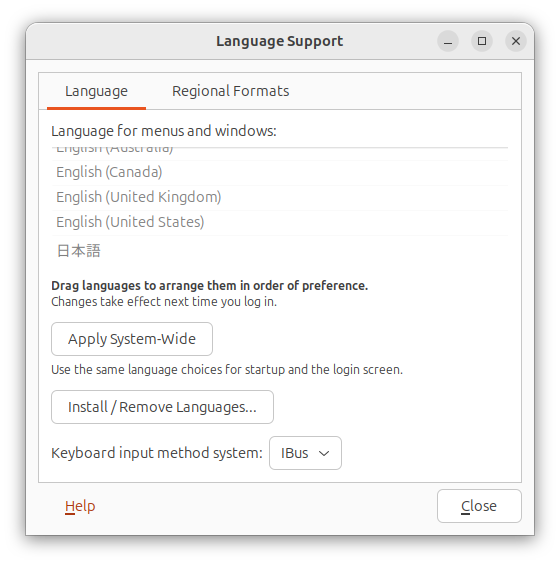 Language Support
Language
Regional Formats
Language for menus and windows:
English (Australia)
English (Canada)
English (United Kingdom)
English (United States)
日本語
Drag languages to arrange them in order of preference.
Changes take effect next time you log in.
Apply System-Wide
Use the same language choices for startup and the login screen.
Install / Remove Languages...
Keyboard input method system: IBus
Help
Close